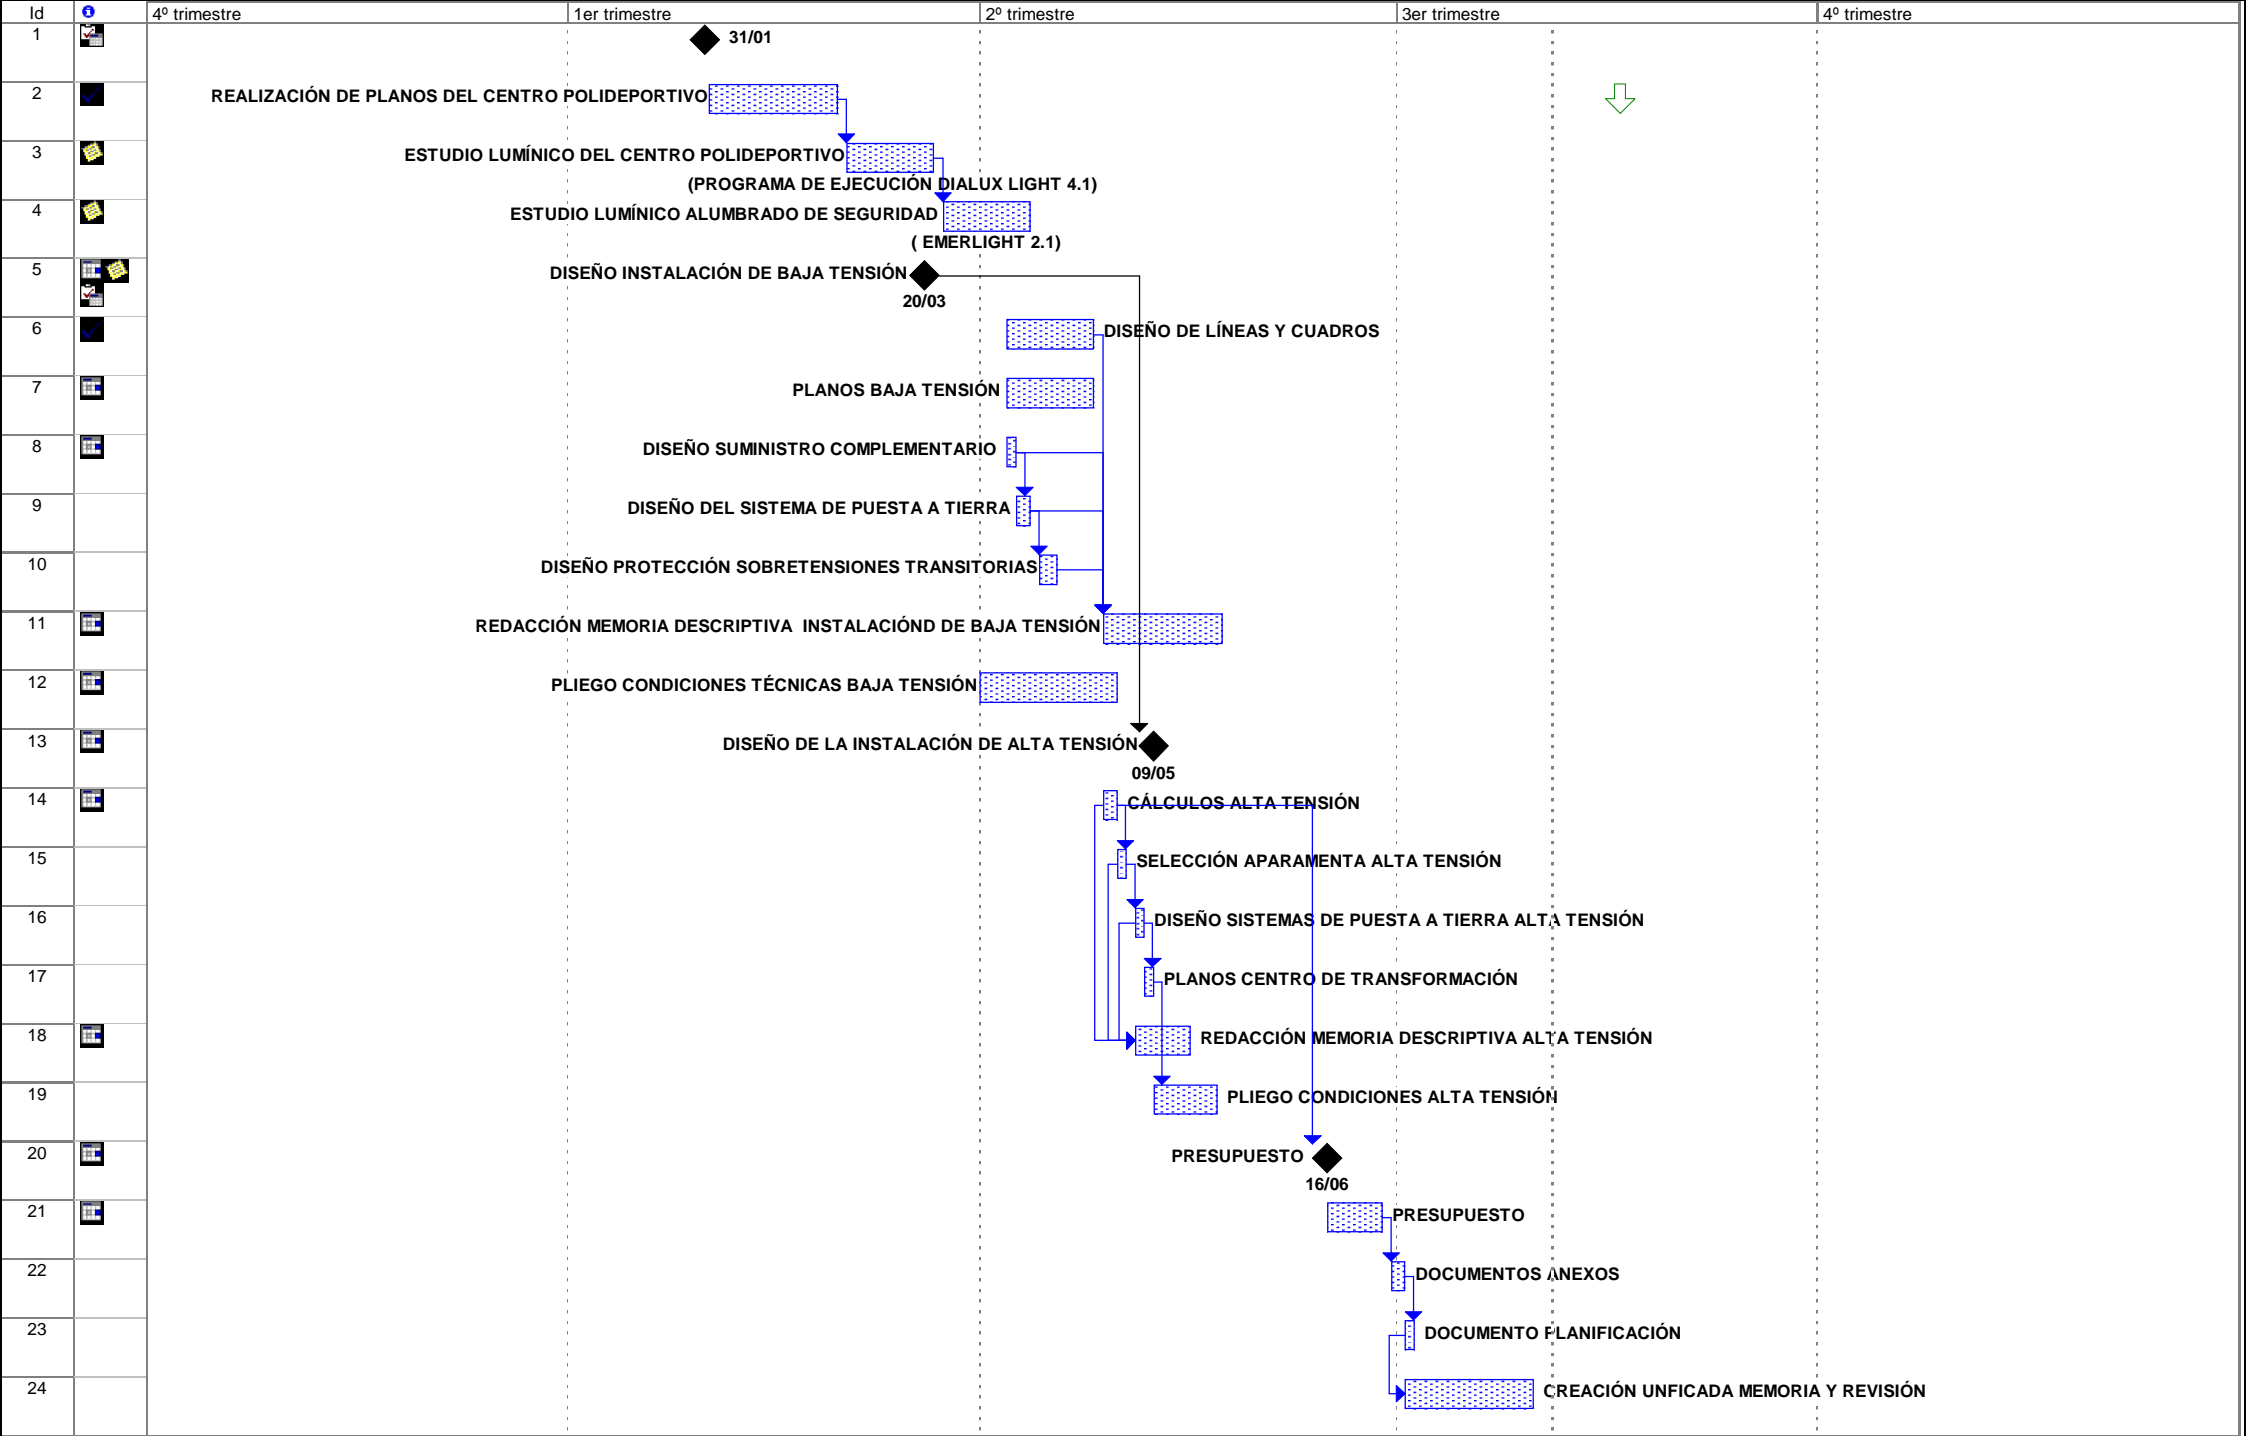 Id 4º trimestre 1er trimestre 2º trimestre 3er trimestre 4º trimestre
1 31/01
2 REALIZACIÓN DE PLANOS DEL CENTRO POLIDEPORTIVO
3 ESTUDIO LUMÍNICO DEL CENTRO POLIDEPORTIVO
(PROGRAMA DE EJECUCIÓN DIALUX LIGHT 4.1)
4 ESTUDIO LUMÍNICO ALUMBRADO DE SEGURIDAD
( EMERLIGHT 2.1)
5 DISEÑO INSTALACIÓN DE BAJA TENSIÓN
20/03
6 DISEÑO DE LÍNEAS Y CUADROS
7 PLANOS BAJA TENSIÓN
8 DISEÑO SUMINISTRO COMPLEMENTARIO
9 DISEÑO DEL SISTEMA DE PUESTA A TIERRA
10 DISEÑO PROTECCIÓN SOBRETENSIONES TRANSITORIAS
11 REDACCIÓN MEMORIA DESCRIPTIVA INSTALACIÓND DE BAJA TENSIÓN
12 PLIEGO CONDICIONES TÉCNICAS BAJA TENSIÓN
13 DISEÑO DE LA INSTALACIÓN DE ALTA TENSIÓN
09/05
14 CÁLCULOS ALTA TENSIÓN
15 SELECCIÓN APARAMENTA ALTA TENSIÓN
16 DISEÑO SISTEMAS DE PUESTA A TIERRA ALTA TENSIÓN
17 PLANOS CENTRO DE TRANSFORMACIÓN
18 REDACCIÓN MEMORIA DESCRIPTIVA ALTA TENSIÓN
19 PLIEGO CONDICIONES ALTA TENSIÓN
20 PRESUPUESTO
16/06
21 PRESUPUESTO
22 DOCUMENTOS ANEXOS
23 DOCUMENTO PLANIFICACIÓN
24 CREACIÓN UNFICADA MEMORIA Y REVISIÓN